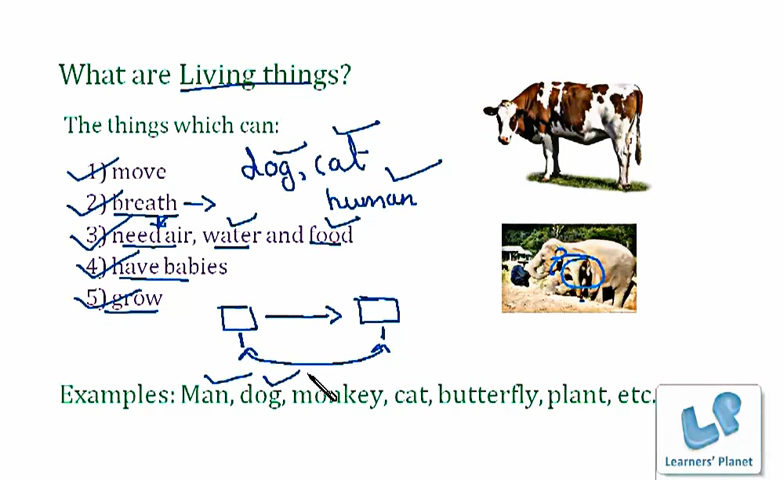 What are Living things?
The things which can:
dog, cat
1) move
human
2) breath
3) need air, water and food
4) have babies
5) grow
Examples: Man, dog, monkey, cat, butterfly, plant, etc.
LP
Learners' Planet